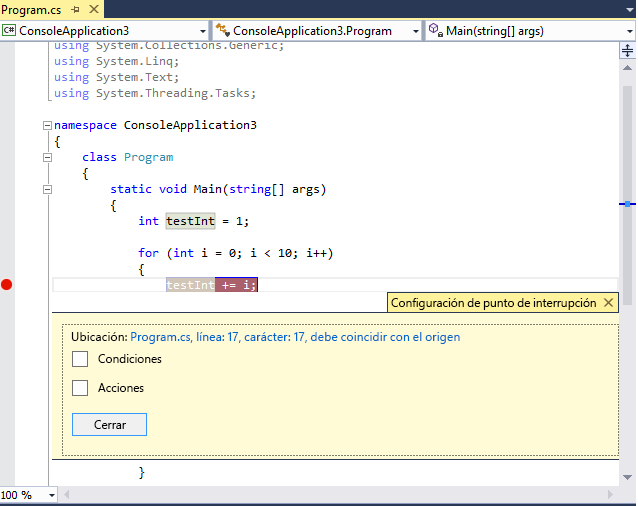 Program.cs
C# ConsoleApplication3 ConsoleApplication3.Program Main(string[] args)
using System.Collections.Generic;
using System.Linq;
using System.Text;
using System.Threading.Tasks;
namespace ConsoleApplication3
{
class Program
{
static void Main(string[] args)
{
int testInt = 1;
for (int i = 0; i < 10; i++)
{
testInt += i;
Configuración de punto de interrupción
Ubicación: Program.cs, línea: 17, carácter: 17, debe coincidir con el origen
Condiciones
Acciones
Cerrar
}
100 %